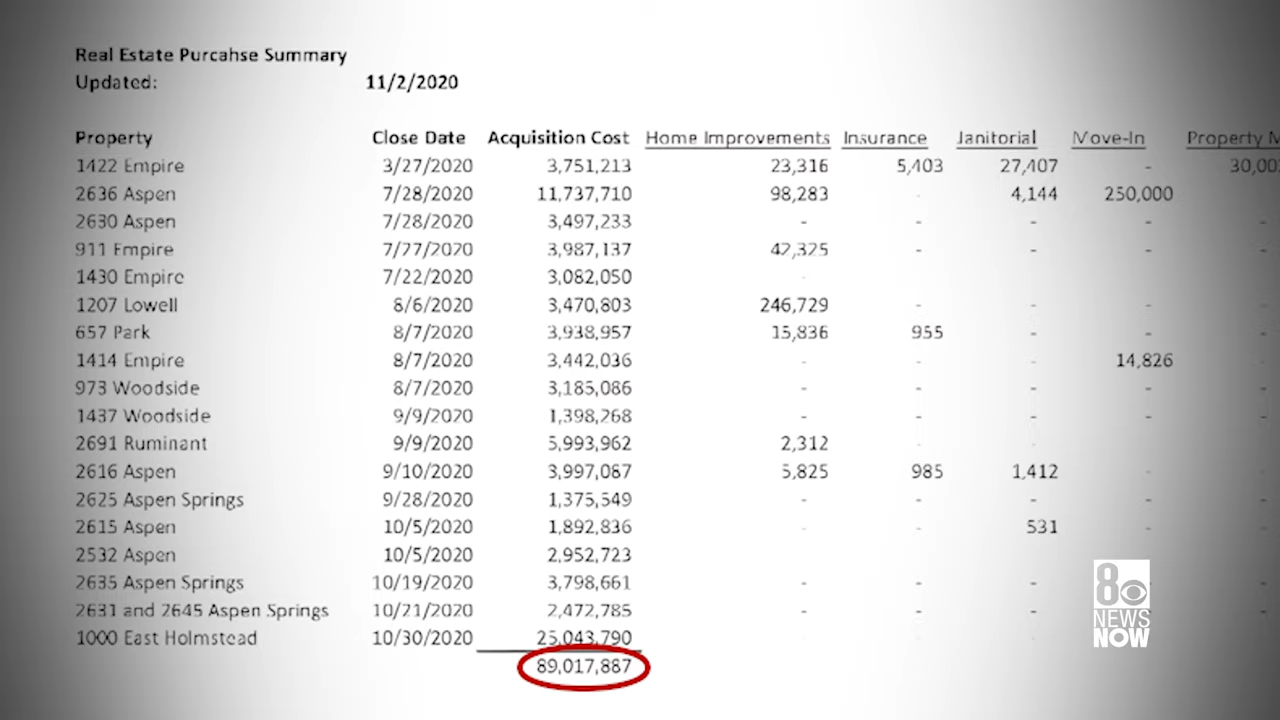 Real Estate Purcahse Summary
Updated: 11/2/2020
Property Close Date Acquisition Cost Home Improvements Insurance Janitorial Move-In Property M
1422 Empire 3/27/2020 3,751,213 23,316 5,403 27,407 - 30,00
2636 Aspen 7/28/2020 11,737,710 98,283 - 4,144 250,000 -
2630 Aspen 7/28/2020 3,497,233 - - - - -
911 Empire 7/27/2020 3,987,137 42,325 - - - -
1430 Empire 7/22/2020 3,082,050 -
1207 Lowell 8/6/2020 3,470,803 246,729 - - - -
657 Park 8/7/2020 3,938,957 15,836 955 - - -
1414 Empire 8/7/2020 3,442,036 - - - 14,826 -
973 Woodside 8/7/2020 3,185,086 - - - - -
1437 Woodside 9/9/2020 1,398,268 - - - - -
2691 Ruminant 9/9/2020 5,993,962 2,312 - -
2616 Aspen 9/10/2020 3,997,067 5,825 985 1,412 - -
2625 Aspen Springs 9/28/2020 1,375,549 - - - - -
2615 Aspen 10/5/2020 1,892,836 - - 531 - -
2532 Aspen 10/5/2020 2,952,723
2635 Aspen Springs 10/19/2020 3,798,661 - - - - -
2631 and 2645 Aspen Springs 10/21/2020 2,472,785 - - - - -
1000 East Holmstead 10/30/2020 25,043,790 - - - - -
89,017,887
8
NEWS
NOW